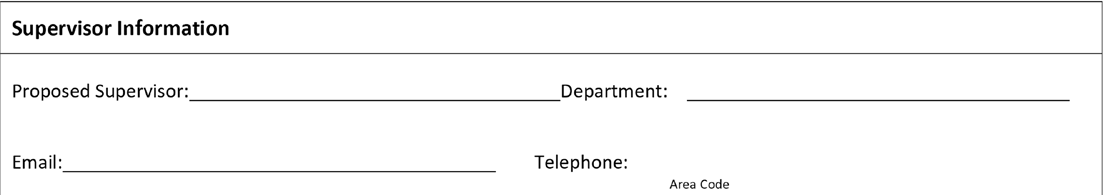 Supervisor Information
Proposed Supervisor: Department:
Email: Telephone:
Area Code